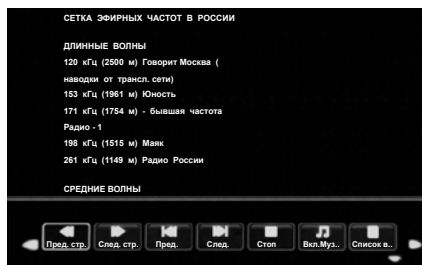 СЕТКА ЭФИРНЫХ ЧАСТОТ В РОССИИ
ДЛИННЫЕ ВОЛНЫ
120 кГц (2500 м) Говорит Москва (
наводки от трансл. сети)
153 кГц (1961 м) Юность
171 кГц (1754 м) - бывшая частота
Радио - 1
198 кГц (1515 м) Маяк
261 кГц (1149 м) Радио России
СРЕДНИЕ ВОЛНЫ
Пред. стр. След. стр. Пред. След. Стоп Вкл.Муз.. Список в..